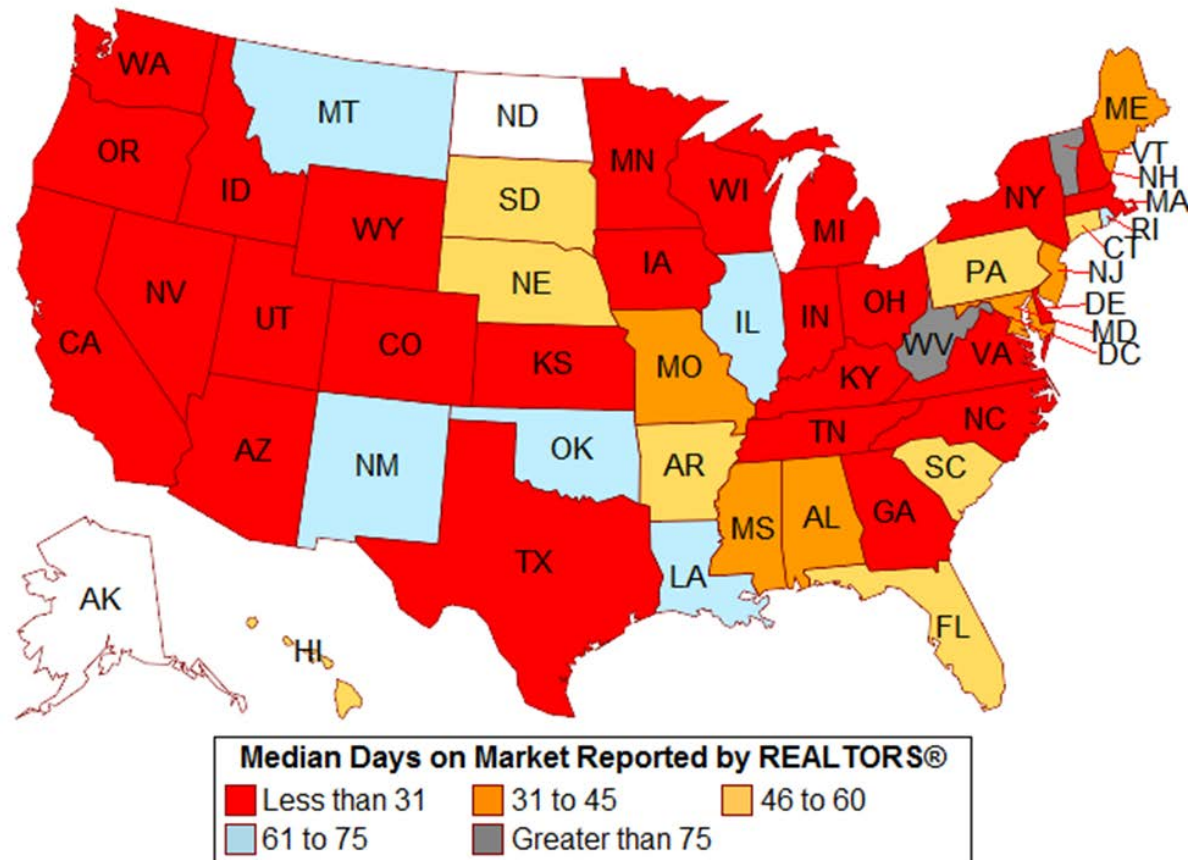 WA
MT
ND
ME
OR
ID
MN
VT
NH
WI
SD
NY
MA
WY
MI
RI
CT
IA
PA
NJ
NE
NV
OH
UT
IL
IN
DE
CA
CO
MD
WV
VA
DC
KS
MO
KY
NC
TN
AZ
OK
NM
AR
SC
MS
AL
GA
TX
LA
AK
FL
HI
Median Days on Market Reported by REALTORS®
Less than 31 31 to 45 46 to 60
61 to 75 Greater than 75